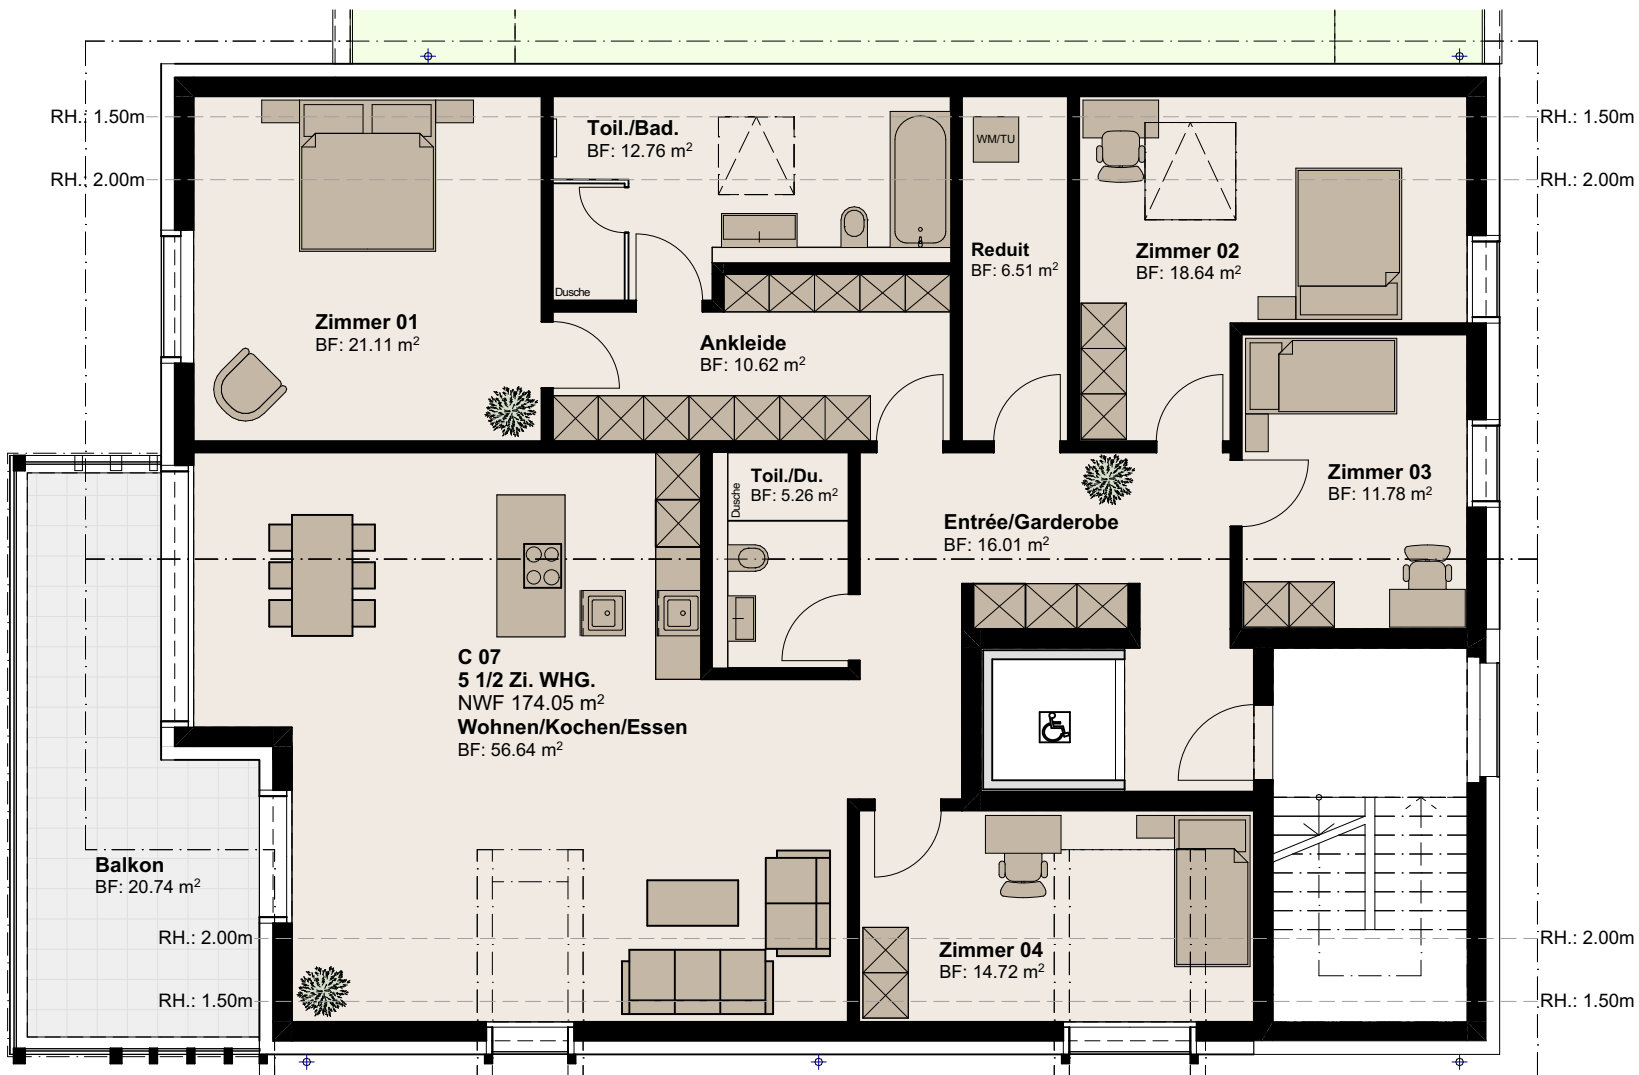 RH.: 1.50m
RH.: 1.50m
Toil./Bad.
BF: 12.76 m²
WM/TU
RH.: 2.00m
RH.: 2.00m
Reduit
BF: 6.51 m²
Zimmer 02
BF: 18.64 m²
Dusche
Zimmer 01
BF: 21.11 m²
Ankleide
BF: 10.62 m²
Toil./Du.
BF: 5.26 m²
Dusche
Zimmer 03
BF: 11.78 m²
Entrée/Garderobe
BF: 16.01 m²
C 07
5 1/2 Zi. WHG.
NWF 174.05 m²
Wohnen/Kochen/Essen
BF: 56.64 m²
Balkon
BF: 20.74 m²
RH.: 2.00m
RH.: 2.00m
Zimmer 04
BF: 14.72 m²
RH.: 1.50m
RH.: 1.50m